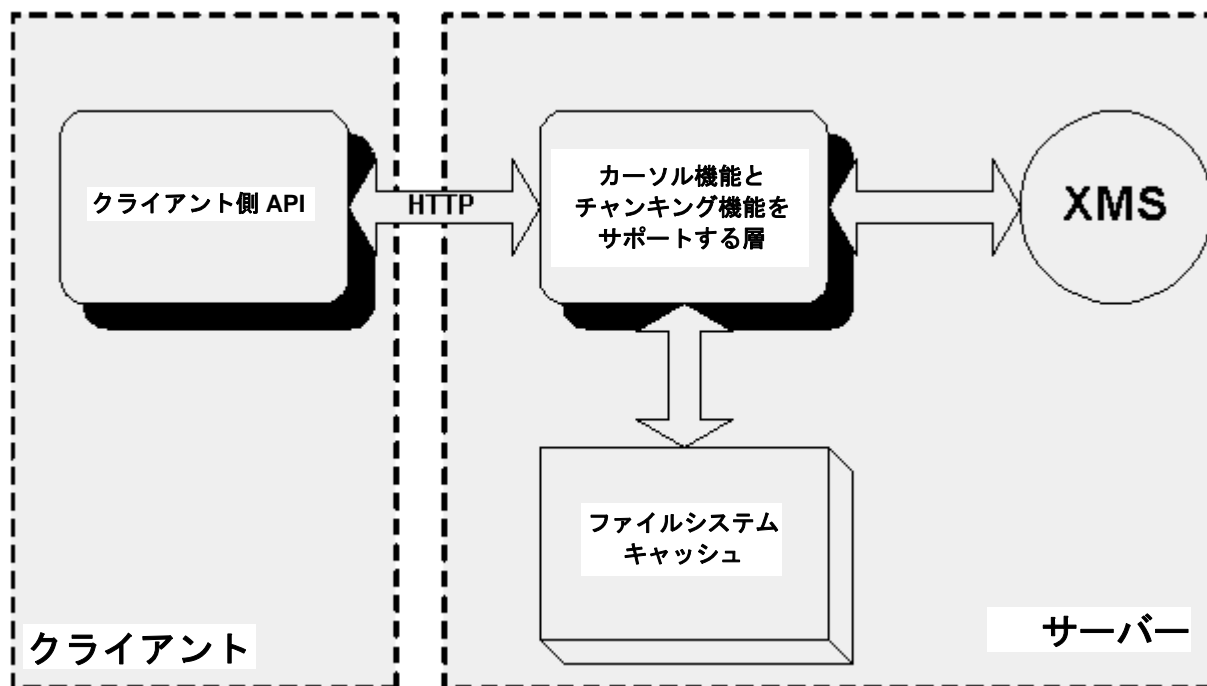 クライアント側 API
HTTP
カーソル機能と
チャンキング機能を
サポートする層
XMS
ファイルシステム
キャッシュ
クライアント
サーバー